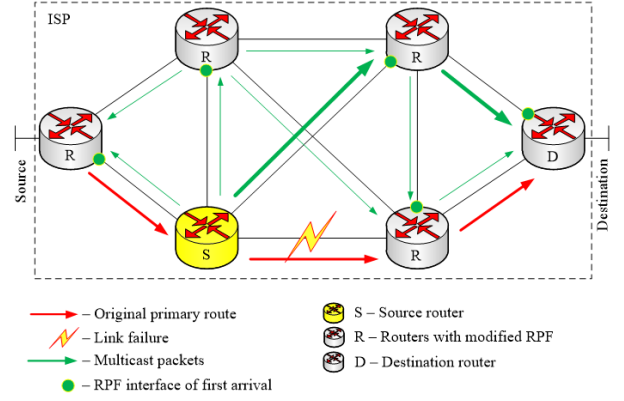 ISP
R
R
R
D
Source
Destination
S
R
– Original primary route
– Link failure
– Multicast packets
– RPF interface of first arrival
S – Source router
R – Routers with modified RPF
D – Destination router